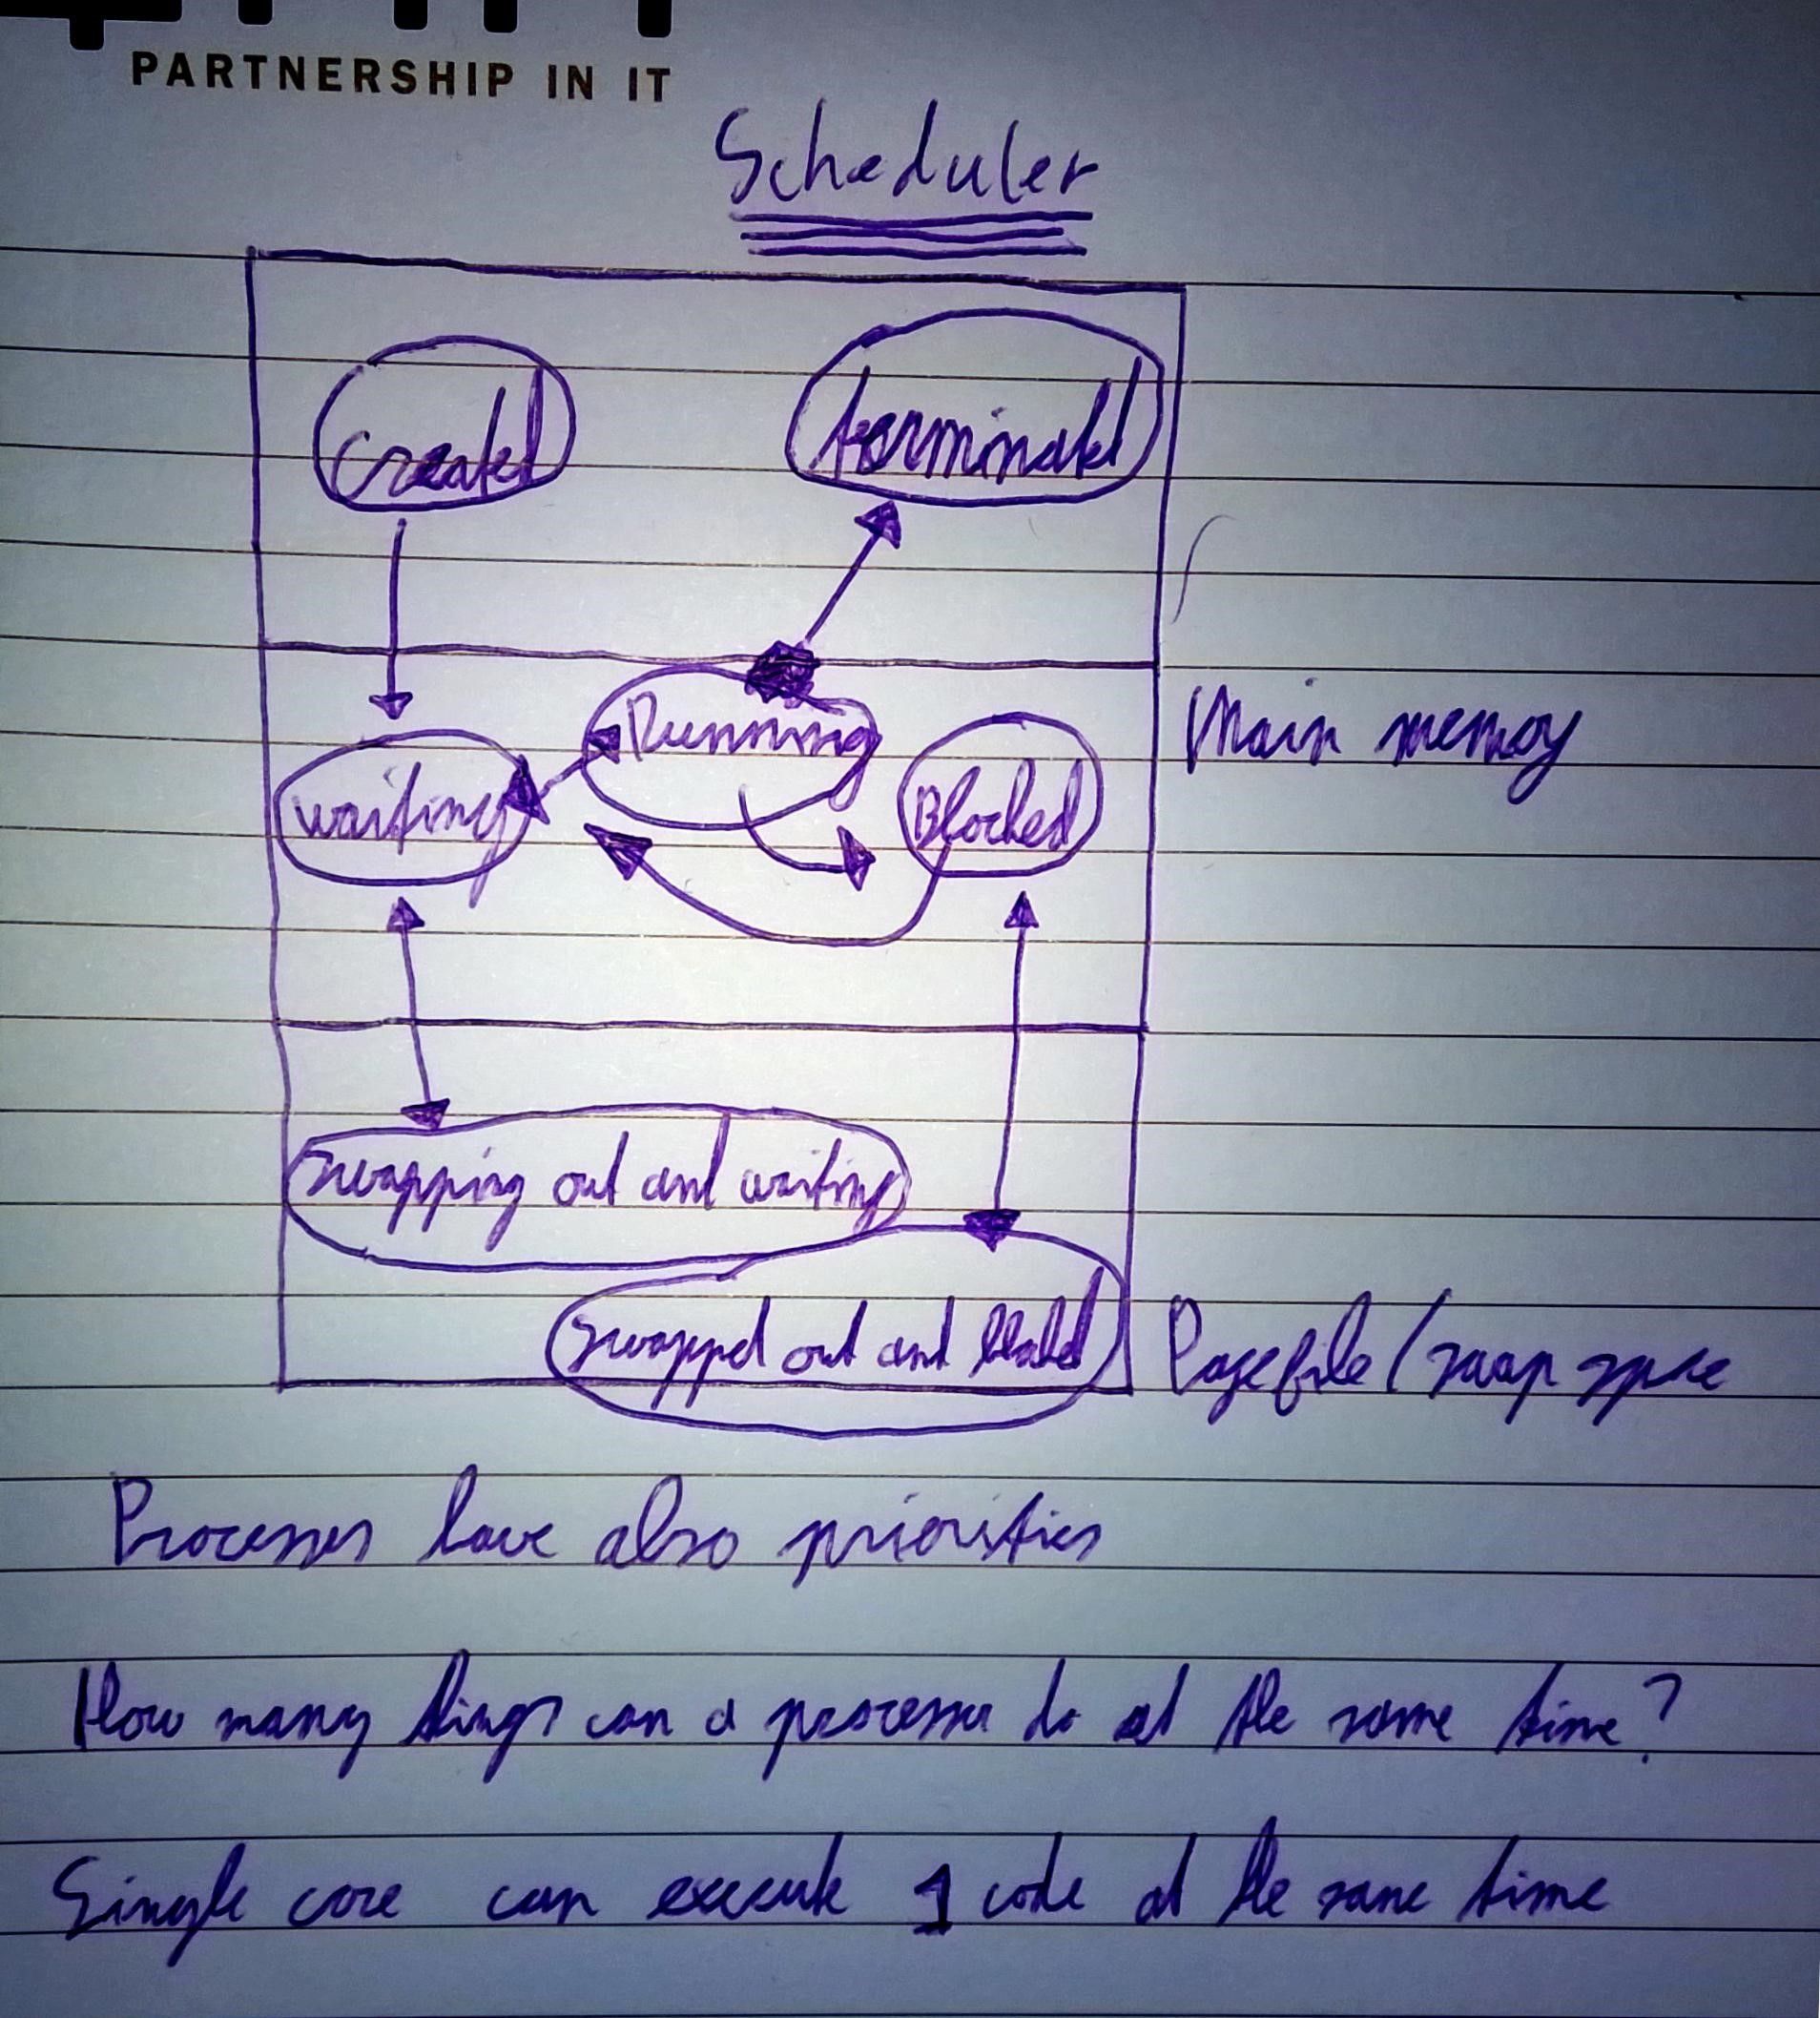 PARTNERSHIP IN IT
Scheduler
Created
terminated
Running
waiting
Blocked
Main memory
swapping out and waiting
swapped out and blocked
Pagefile / swap space
Processes have also priorities
How many things can a processor do at the same time?
Single core can execute 1 code at the same time